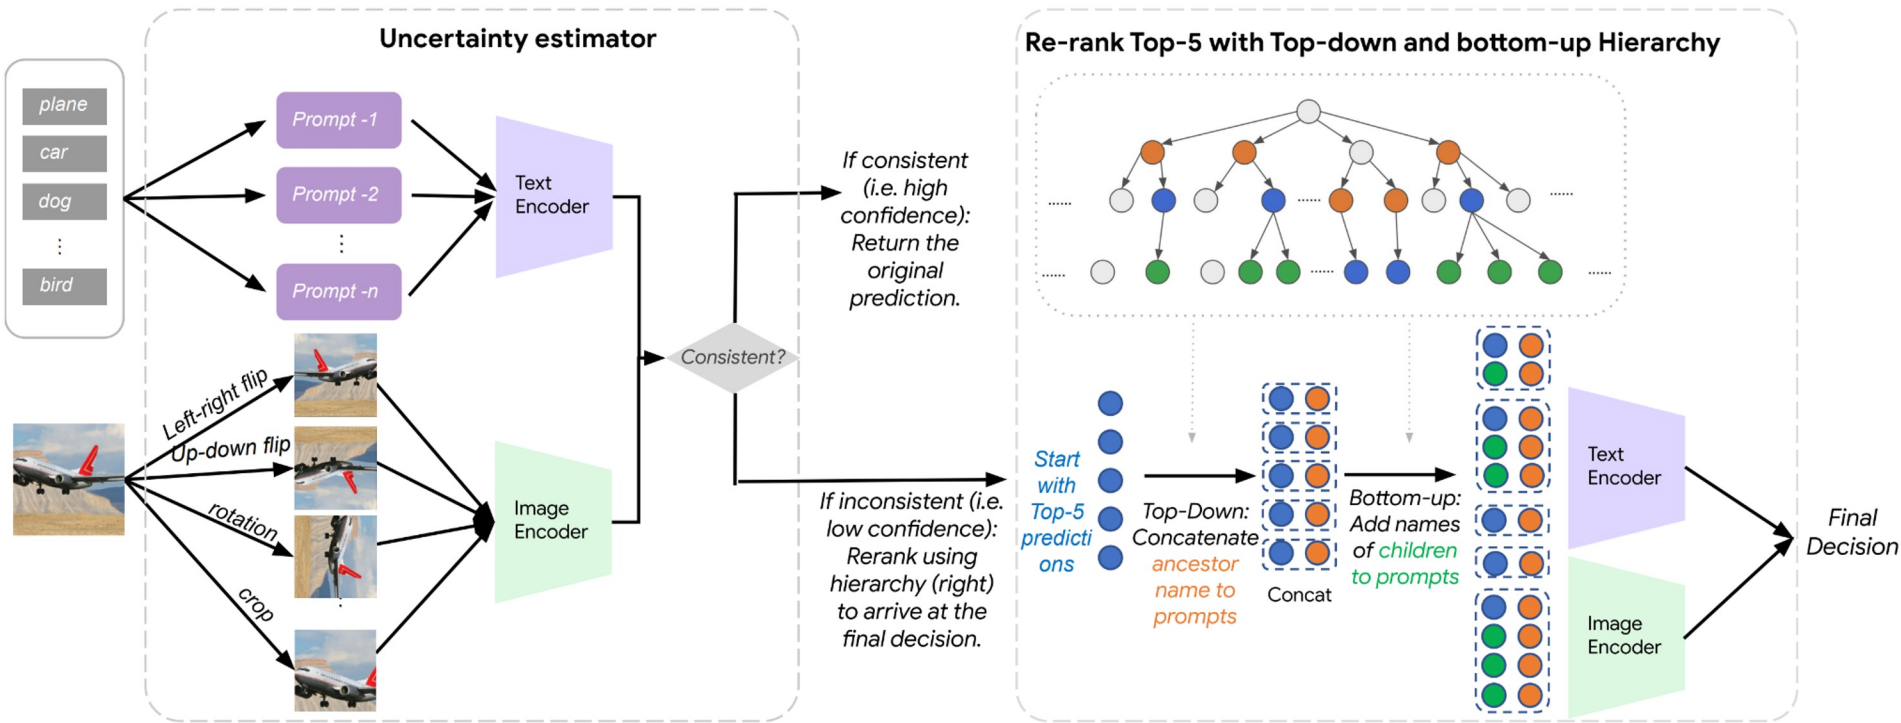 Uncertainty estimator
plane
car
dog
⋮
bird
Prompt -1
Prompt -2
⋮
Prompt -n
Text
Encoder
Left-right flip
Up-down flip
rotation
crop
Image
Encoder
Consistent?
If consistent
(i.e. high
confidence):
Return the
original
prediction.
If inconsistent (i.e.
low confidence):
Rerank using
hierarchy (right)
to arrive at the
final decision.
Re-rank Top-5 with Top-down and bottom-up Hierarchy
......
......
......
......
......
......
Start
with
Top-5
predicti
ons
Top-Down:
Concatenate
ancestor
name to
prompts
Concat
Bottom-up:
Add names
of children
to prompts
Text
Encoder
Image
Encoder
Final
Decision